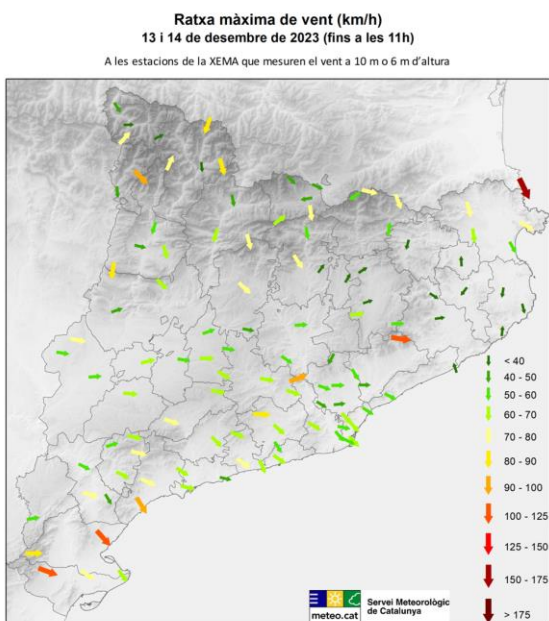 Ratxa màxima de vent (km/h)
13 i 14 de desembre de 2023 (fins a les 11h)
A les estacions de la XEMA que mesuren el vent a 10 m o 6 m d'altura
< 40
40 - 50
50 - 60
60 - 70
70 - 80
80 - 90
90 - 100
100 - 125
125 - 150
150 - 175
> 175
meteo.cat
Servei Meteorològic
de Catalunya